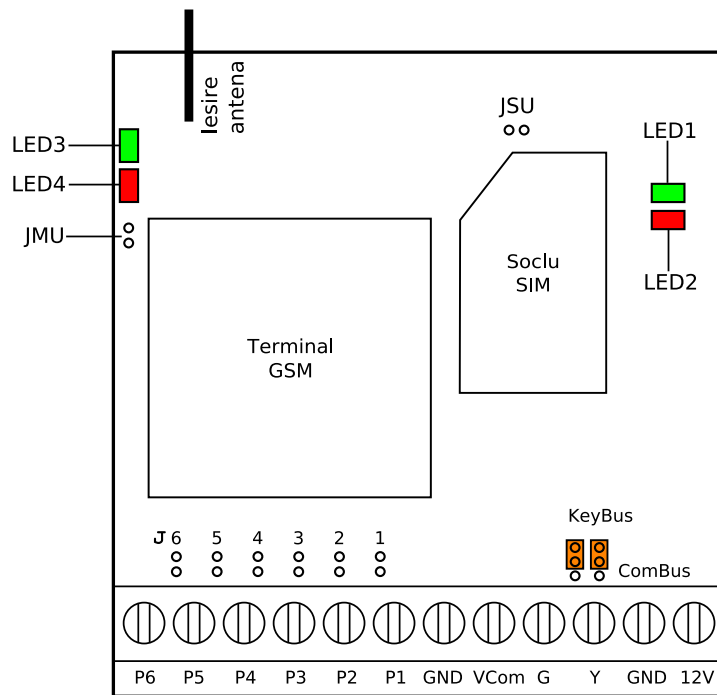 Iesire
antena
JSU
LED3
LED1
LED4
JMU
Soclu
SIM
LED2
Terminal
GSM
KeyBus
J 6 5 4 3 2 1
ComBus
P6 P5 P4 P3 P2 P1 GND VCom G Y GND 12V